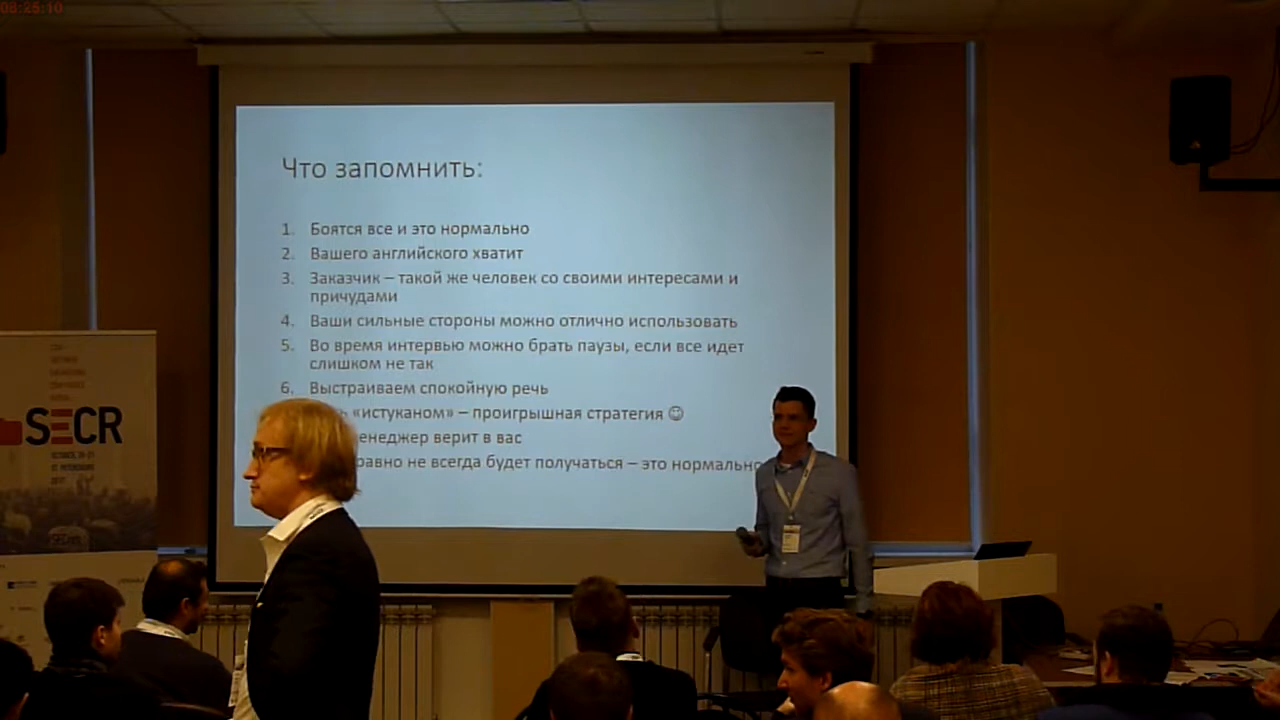 08:25:10
Что запомнить:
1. Боятся все и это нормально
2. Вашего английского хватит
3. Заказчик – такой же человек со своими интересами и
причудами
4. Ваши сильные стороны можно отлично использовать
5. Во время интервью можно брать паузы, если все идет
слишком не так
6. Выстраиваем спокойную речь
«истуканом» – проигрышная стратегия ☺
верит в вас
не всегда будет получаться – это нормально
SECR